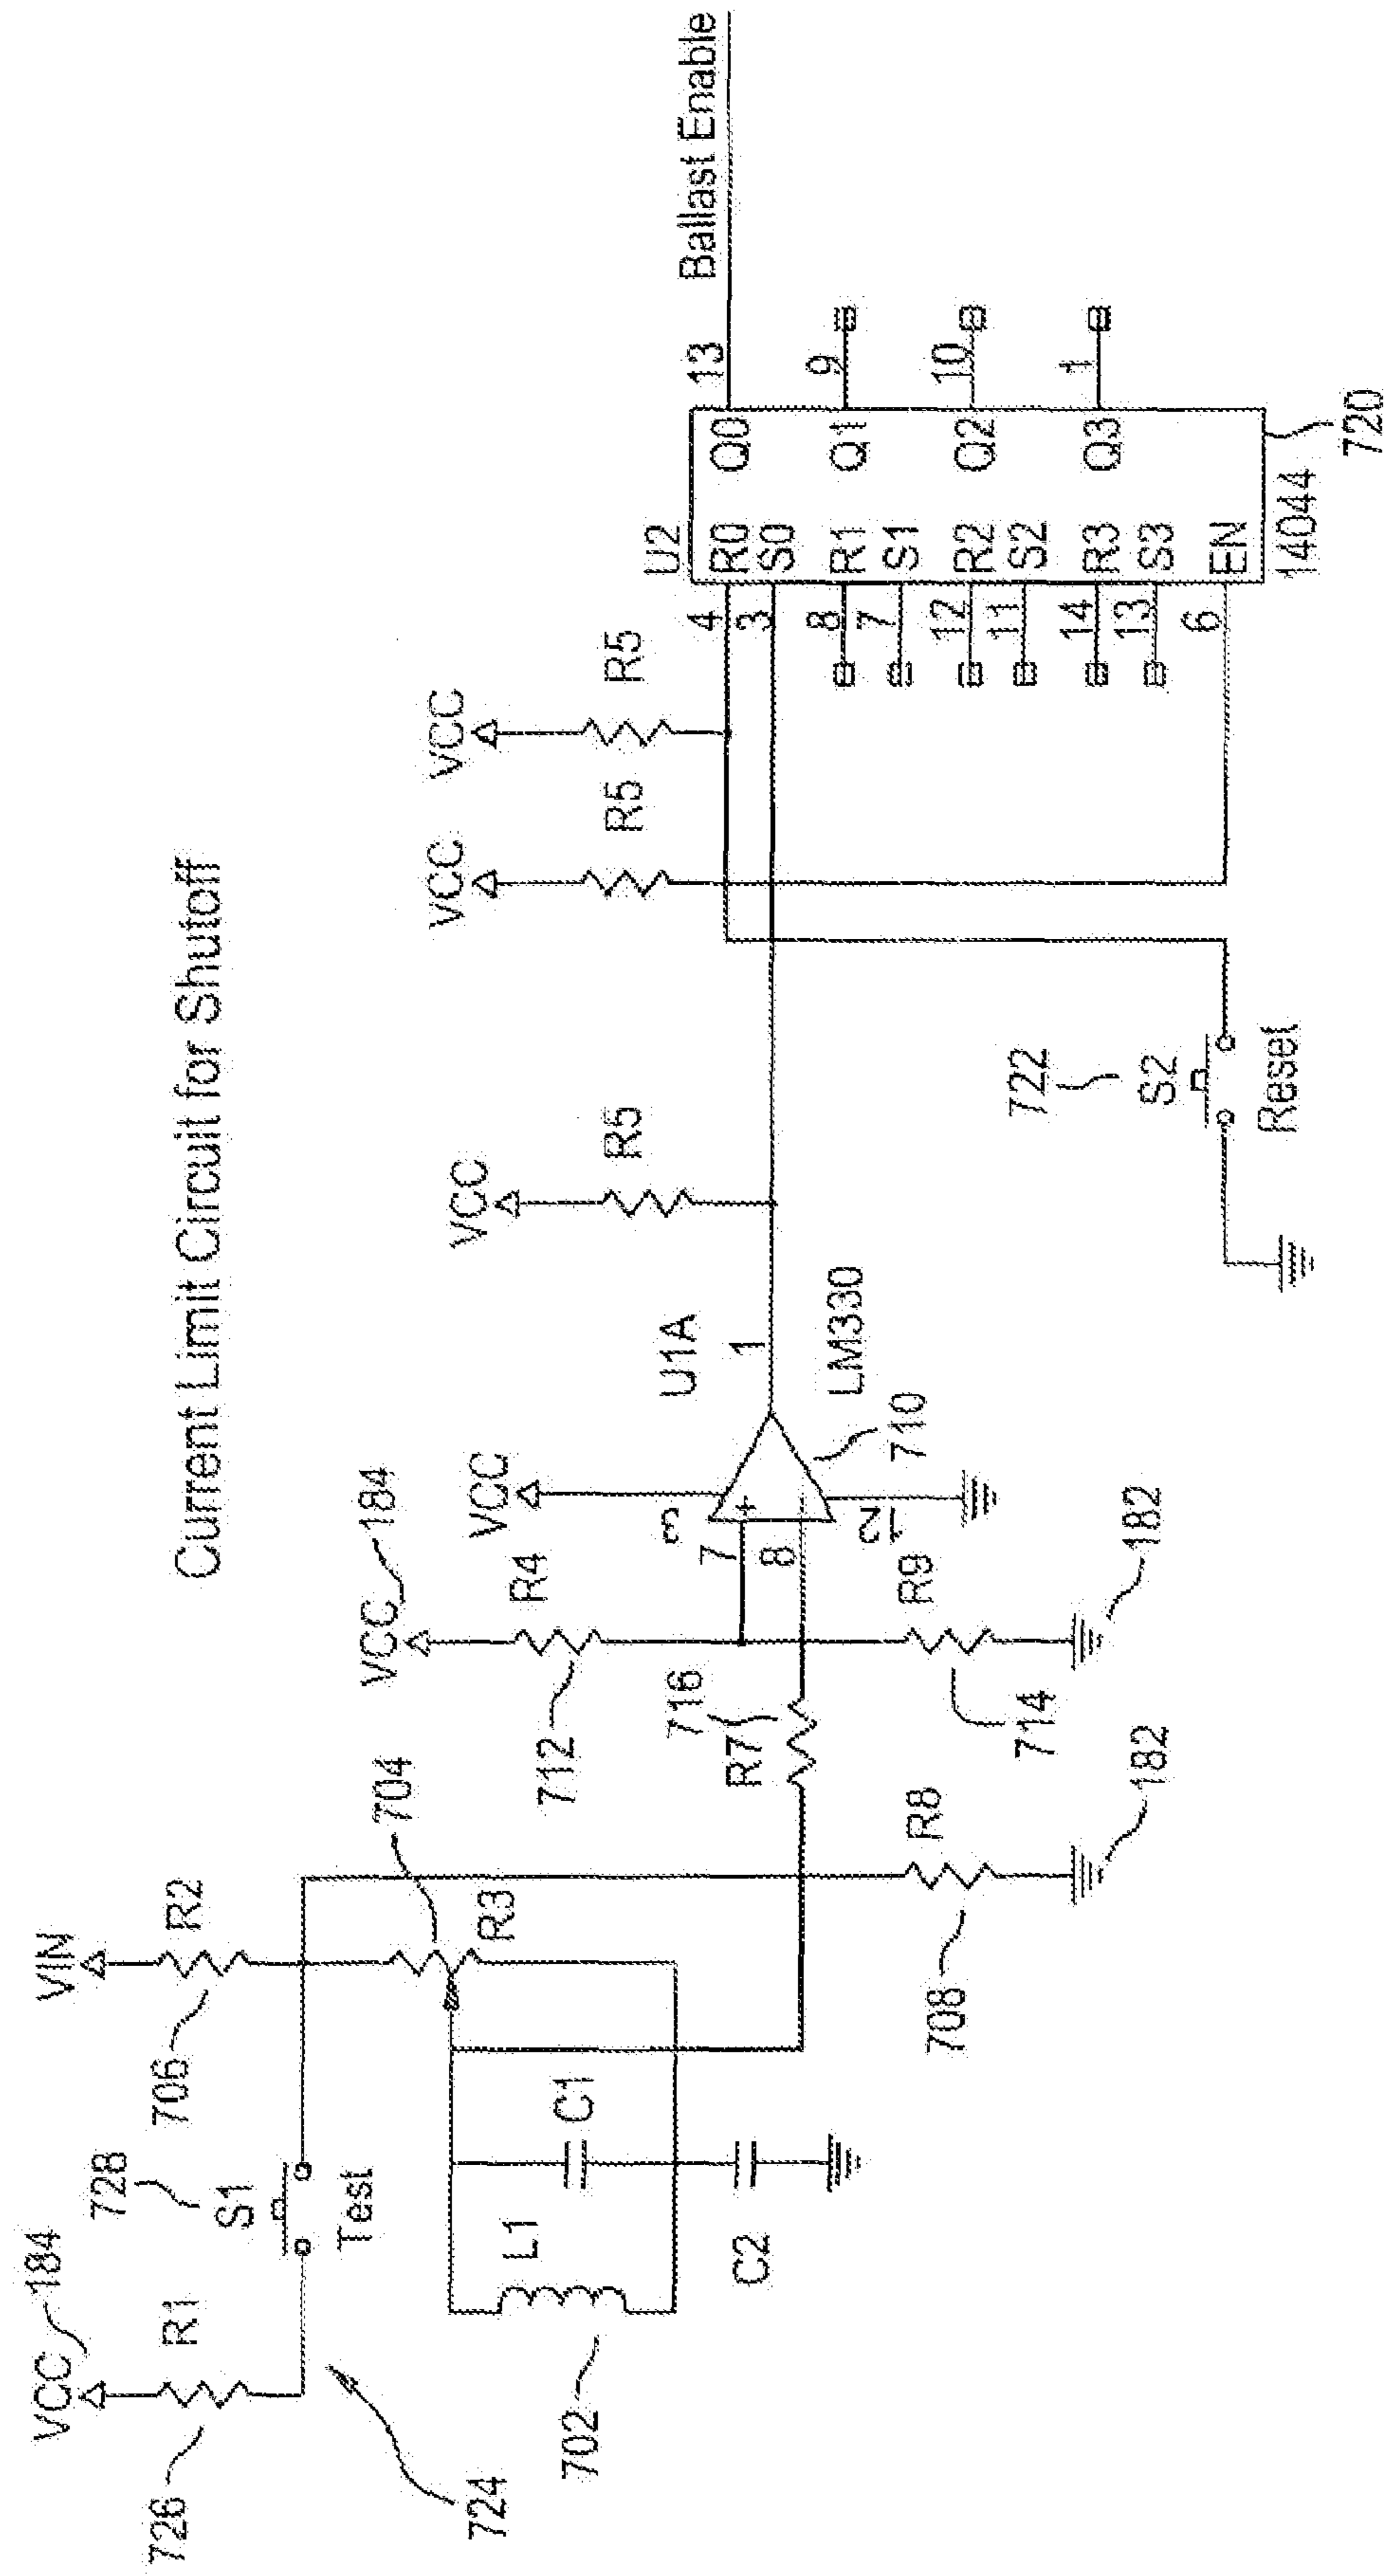 Current Limit Circuit for Shutoff
VCC
184
R1
726
724
728
S1
Test
VIN
R2
706
704
R3
L1
C1
C2
702
R8
708
182
VCC
184
R4
712
R7
716
R9
714
182
VCC
3
7
8
+
12
U1A
1
LM330
710
VCC
R5
VCC
R5
VCC
R5
722
S2
Reset
U2
4
R0
3
S0
8
R1
7
S1
12
R2
11
S2
14
R3
13
S3
6
EN
Q0
13
Ballast Enable
Q1
9
Q2
10
Q3
1
14044
720